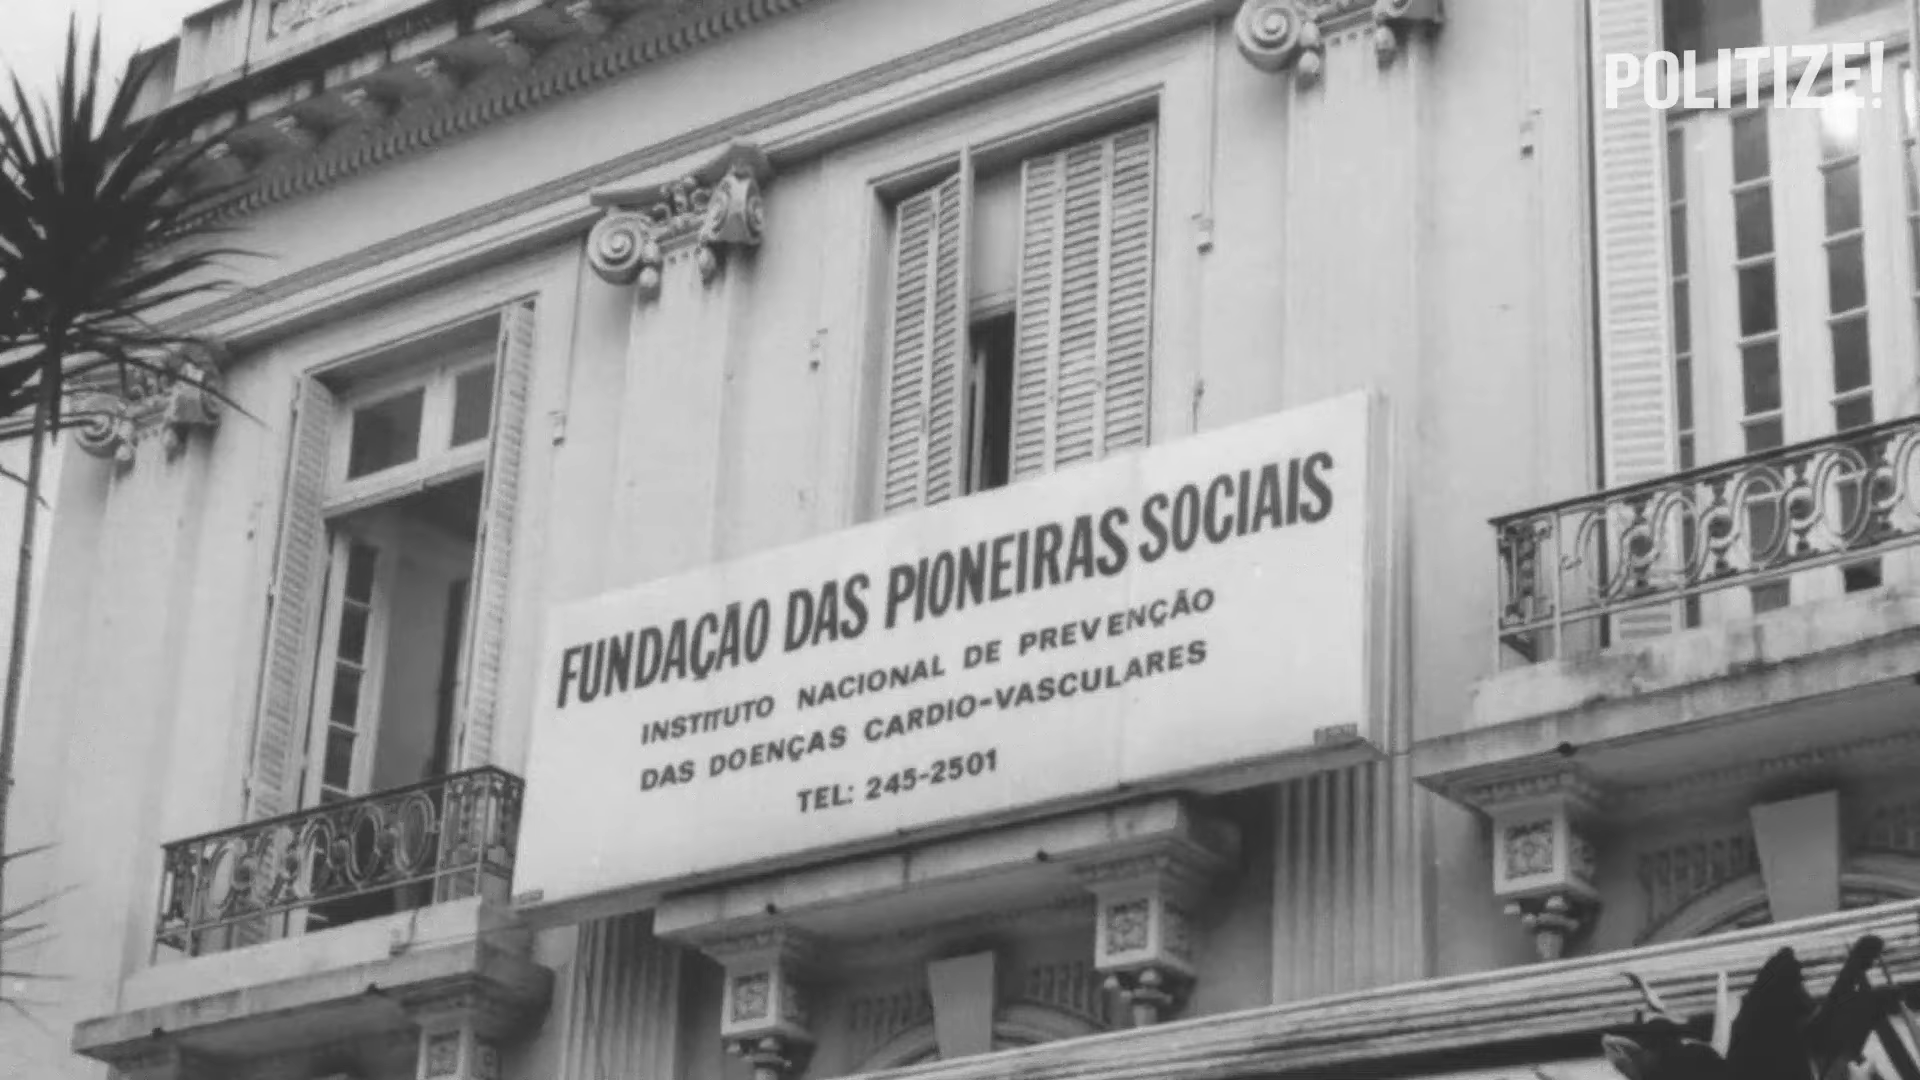 POLITIZE!
FUNDAÇÃO DAS PIONEIRAS SOCIAIS
INSTITUTO NACIONAL DE PREVENÇÃO
DAS DOENÇAS CARDIO-VASCULARES
TEL: 245-2501